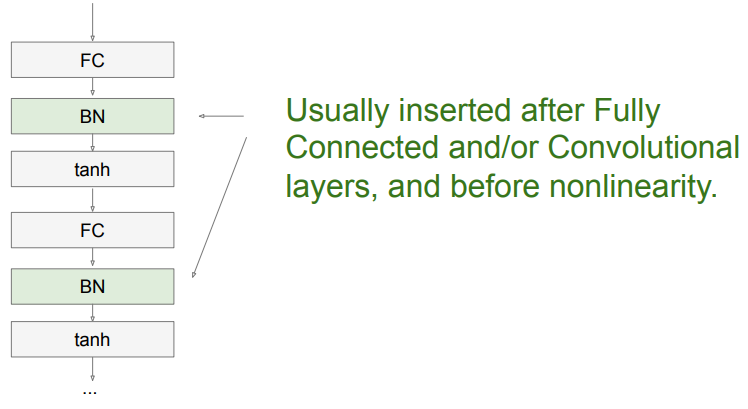 FC
BN
tanh
FC
BN
tanh
...
Usually inserted after Fully
Connected and/or Convolutional
layers, and before nonlinearity.